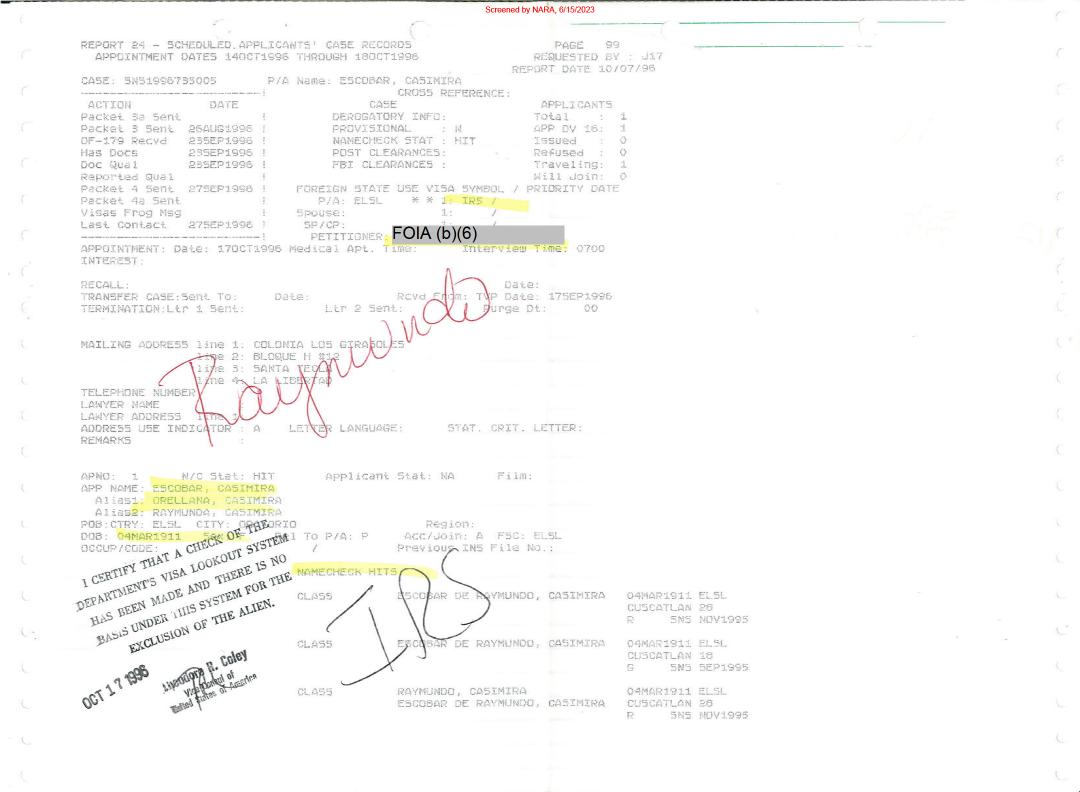 Screened by NARA, 6/15/2023
REPORT 24 - SCHEDULED APPLICANTS' CASE RECORDS PAGE 99
APPOINTMENT DATES 14OCT1996 THROUGH 18OCT1996 REQUESTED BY : J17
REPORT DATE 10/07/96
CASE: SNS1996735005 P/A Name: ESCOBAR, CASIMIRA
CROSS REFERENCE:
ACTION DATE CASE APPLICANTS
Packet 3a Sent DEROGATORY INFO: Total : 1
Packet 3 Sent 26AUG1996 PROVISIONAL : N APP DV 16: 1
OF-179 Recvd 23SEP1996 NAMECHECK STAT : HIT Issued : 0
Has Docs 23SEP1996 POST CLEARANCES: Refused : 0
Doc Qual 23SEP1996 FBI CLEARANCES : Traveling: 1
Reported Qual Will Join: 0
Packet 4 Sent 27SEP1996 FOREIGN STATE USE VISA SYMBOL / PRIORITY DATE
Packet 4a Sent P/A: ELSL * * 1: IR5 /
Visas Frog Msg Spouse: 1: /
Last Contact 27SEP1996 SP/CP: 1: /
PETITIONER: FOIA (b)(6)
APPOINTMENT: Date: 17OCT1996 Medical Apt. Time: Interview Time: 0700
INTEREST:
RECALL: Date:
TRANSFER CASE:Sent To: Date: Rcvd From: TVP Date: 17SEP1996
TERMINATION:Ltr 1 Sent: Ltr 2 Sent: Purge Dt: 00
Raymundo
MAILING ADDRESS line 1: COLONIA LOS GIRASOLES
line 2: BLOQUE H #12
line 3: SANTA TECLA
line 4: LA LIBERTAD
TELEPHONE NUMBER
LAWYER NAME
LAWYER ADDRESS line 1
ADDRESS USE INDICATOR : A LETTER LANGUAGE: STAT. CRIT. LETTER:
REMARKS :
APNO: 1 N/C Stat: HIT Applicant Stat: NA Film:
APP NAME: ESCOBAR, CASIMIRA
Alias1: ORELLANA, CASIMIRA
Alias2: RAYMUNDA, CASIMIRA
POB:CTRY: ELSL CITY: ORATORIO Region:
DOB: 04MAR1911 To P/A: P Acc/Join: A FSC: ELSL
OCCUP/CODE: / Previous INS File No.:
I CERTIFY THAT A CHECK OF THE
DEPARTMENT'S VISA LOOKOUT SYSTEM
HAS BEEN MADE AND THERE IS NO
BASIS UNDER THIS SYSTEM FOR THE
EXCLUSION OF THE ALIEN.
OCT 17 1996
Theodore R. Coley
Vice Consul of
United States of America
NAMECHECK HITS
IR5
CLASS ESCOBAR DE RAYMUNDO, CASIMIRA 04MAR1911 ELSL
CUSCATLAN 26
R SNS NOV1995
CLASS ESCOBAR DE RAYMUNDO, CASIMIRA 04MAR1911 ELSL
CUSCATLAN 18
G SNS SEP1995
CLASS RAYMUNDO, CASIMIRA 04MAR1911 ELSL
ESCOBAR DE RAYMUNDO, CASIMIRA CUSCATLAN 26
R SNS NOV1995